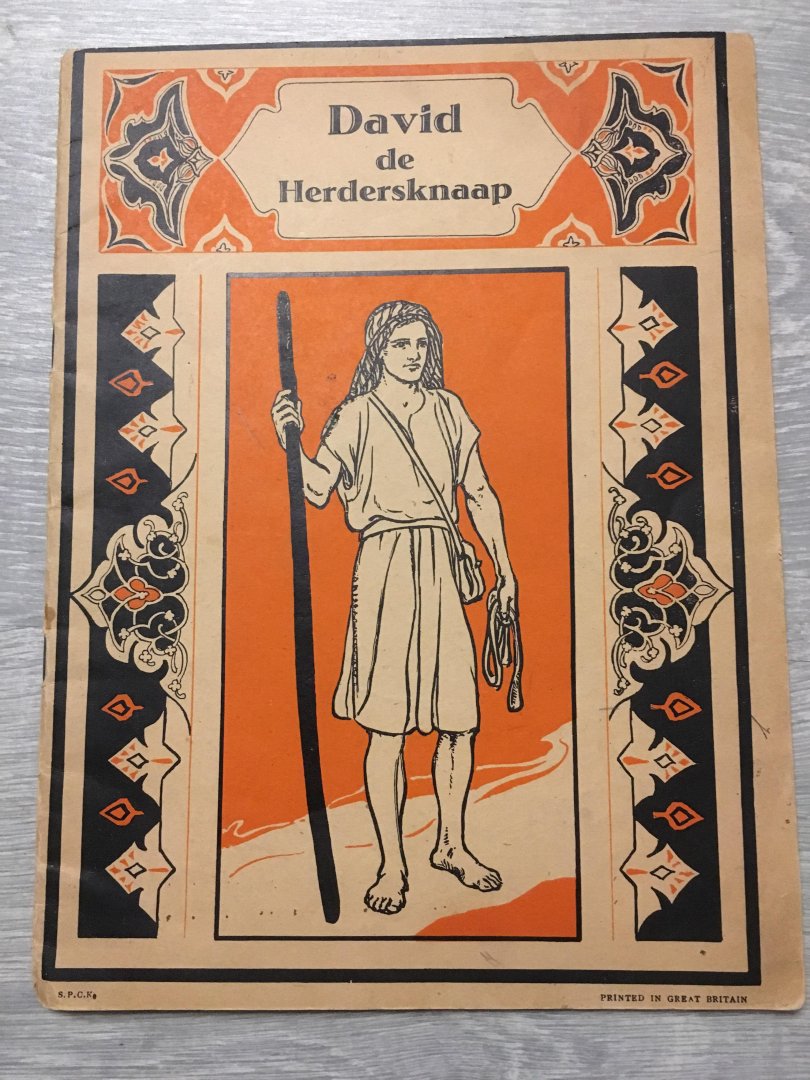 David
de
Herdersknaap
S.P.C.K.
PRINTED IN GREAT BRITAIN